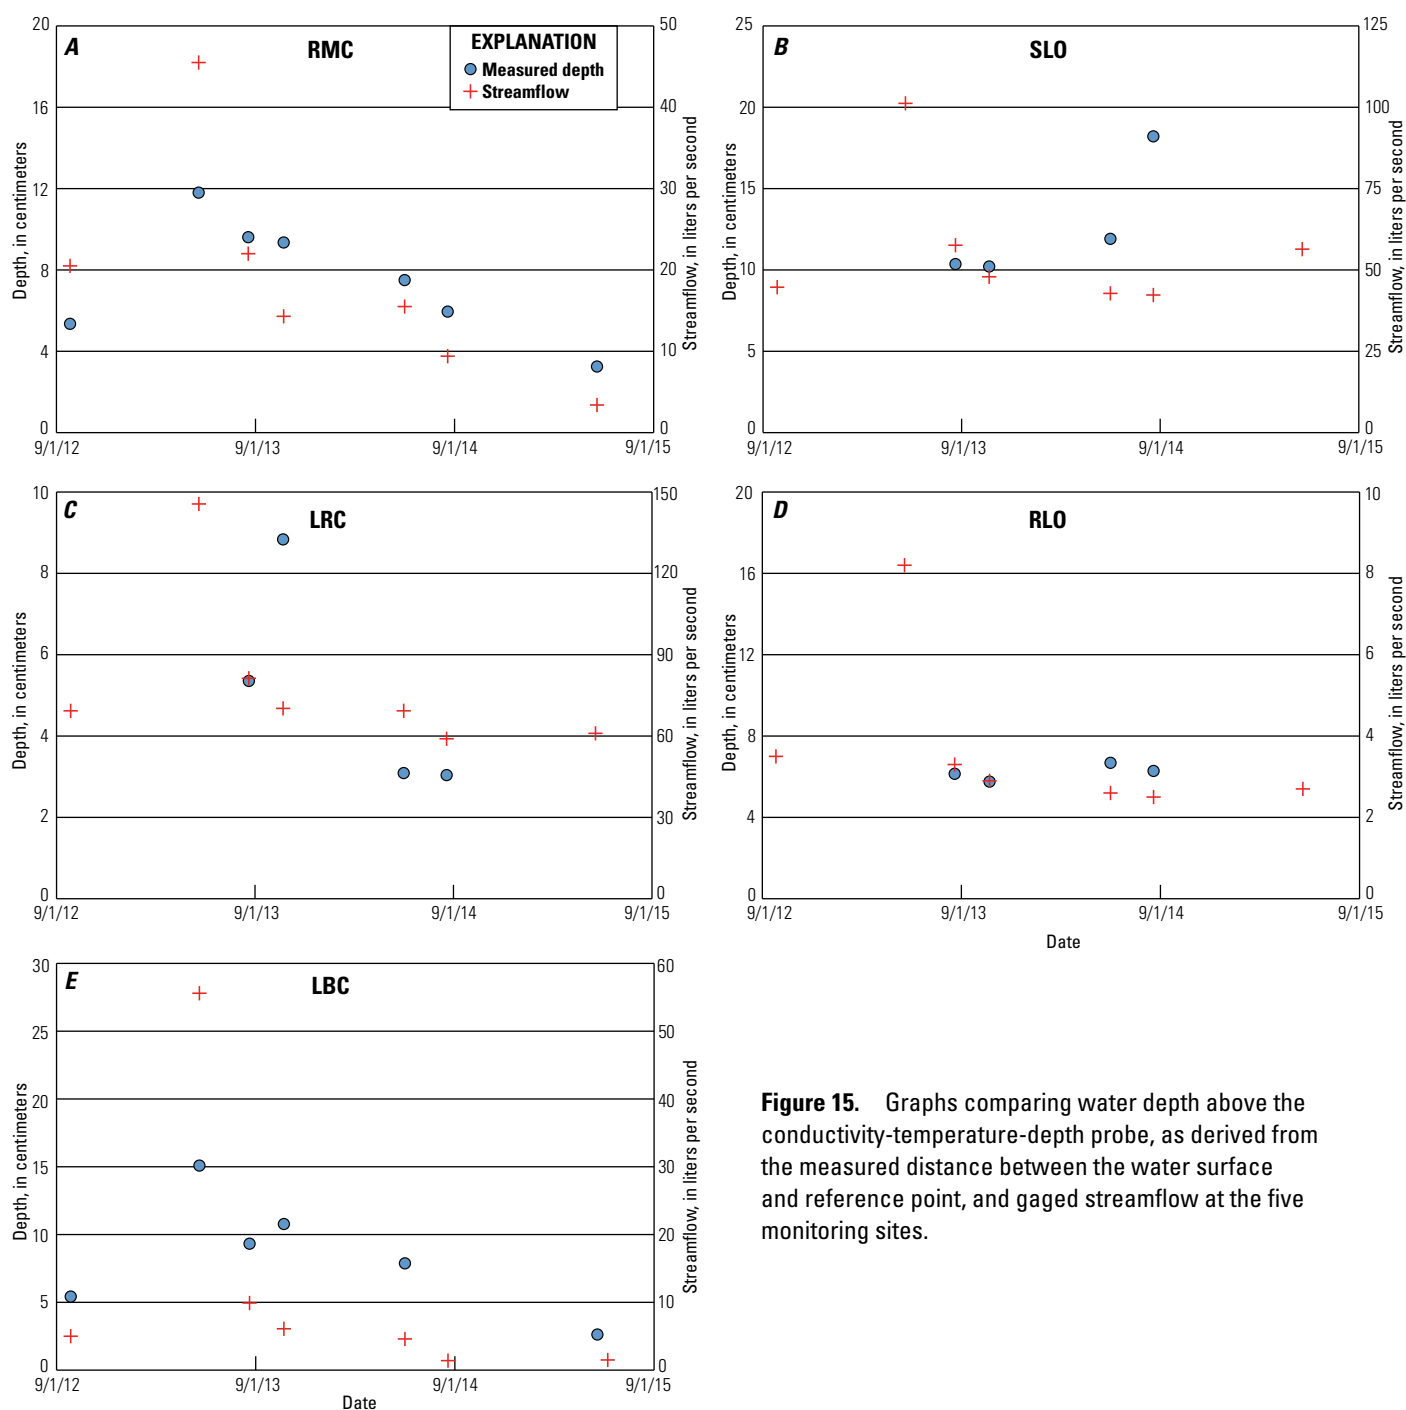 A
RMC
EXPLANATION
Measured depth
Streamflow
Depth, in centimeters
20
16
12
8
4
0
50
40
30
20
10
0
Streamflow, in liters per second
9/1/12 9/1/13 9/1/14 9/1/15
B
SLO
Depth, in centimeters
25
20
15
10
5
0
125
100
75
50
25
0
Streamflow, in liters per second
9/1/12 9/1/13 9/1/14 9/1/15
C
LRC
Depth, in centimeters
10
8
6
4
2
0
150
120
90
60
30
0
Streamflow, in liters per second
9/1/12 9/1/13 9/1/14 9/1/15
D
RLO
Depth, in centimeters
20
16
12
8
4
0
10
8
6
4
2
0
Streamflow, in liters per second
9/1/12 9/1/13 9/1/14 9/1/15
Date
E
LBC
Depth, in centimeters
30
25
20
15
10
5
0
60
50
40
30
20
10
0
Streamflow, in liters per second
9/1/12 9/1/13 9/1/14 9/1/15
Date
Figure 15. Graphs comparing water depth above the
conductivity-temperature-depth probe, as derived from
the measured distance between the water surface
and reference point, and gaged streamflow at the five
monitoring sites.